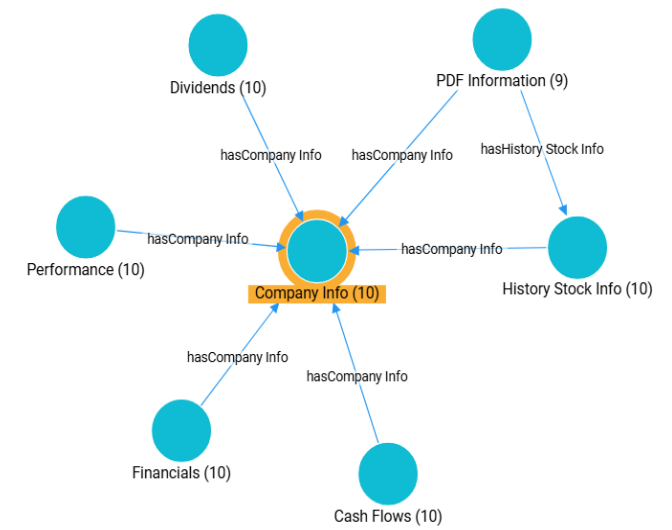 Dividends (10)
PDF Information (9)
hasCompany Info
hasCompany Info
hasHistory Stock Info
hasCompany Info
hasCompany Info
Performance (10)
Company Info (10)
History Stock Info (10)
hasCompany Info
hasCompany Info
Financials (10)
Cash Flows (10)